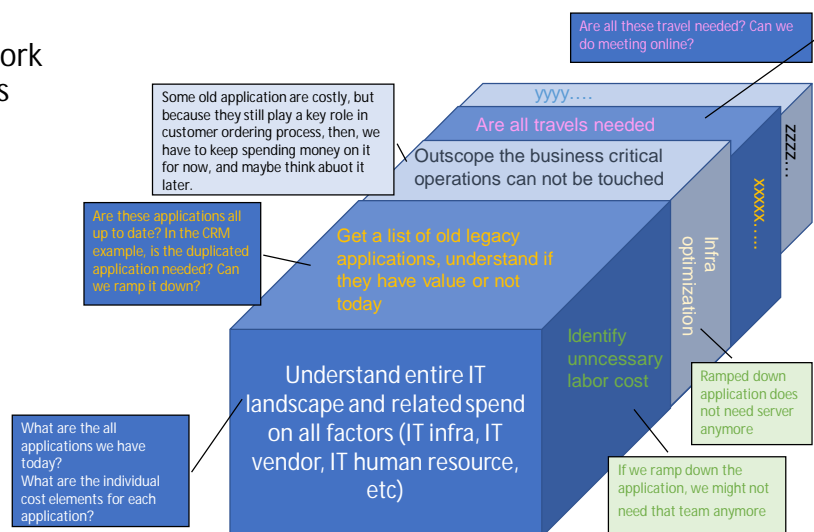 ork
s
Are all these travel needed? Can we
do meeting online?
Some old application are costly, but
because they still play a key role in
customer ordering process, then, we
have to keep spending money on it
for now, and maybe think abuot it
later.
yyyy....
Are all travels needed
zzzz...
Outscope the business critical
operations can not be touched
xxxxx.....
Are these applications all
up to date? In the CRM
example, is the duplicated
application needed? Can
we ramp it down?
Get a list of old legacy
applications, understand if
they have value or not
today
Infra
optimization
Identify
unncessary
labor cost
Understand entire IT
landscape and related spend
on all factors (IT infra, IT
vendor, IT human resource,
etc)
Ramped down
application does
not need server
anymore
What are the all
applications we have
today?
What are the individual
cost elements for each
application?
If we ramp down the
application, we might not
need that team anymore